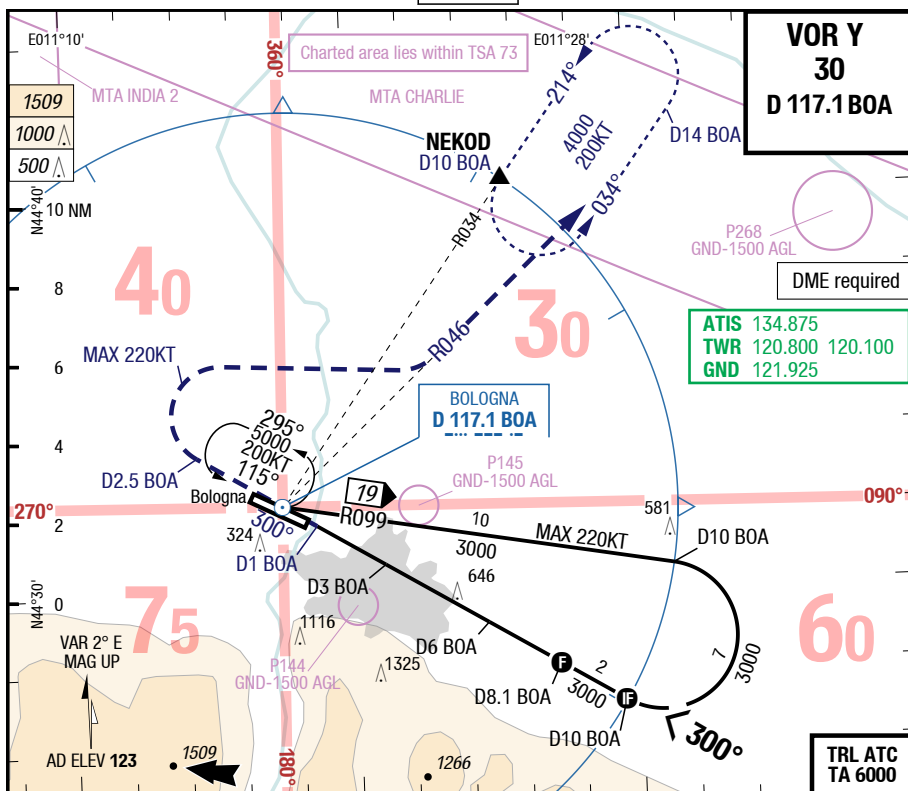 E011°10'
360°
Charted area lies within TSA 73
E011°28'
VOR Y
30
D 117.1 BOA
MTA INDIA 2
MTA CHARLIE
214°
1509
1000
500
4000
200KT
D14 BOA
NEKOD
D10 BOA
034°
R034
N44°40'
10 NM
P268
GND-1500 AGL
40
30
DME required
8
ATIS 134.875
TWR 120.800 120.100
GND 121.925
R046
MAX 220KT
6
BOLOGNA
D 117.1 BOA
295°
5000
200KT
115°
4
D2.5 BOA
P145
GND-1500 AGL
Bologna
19
R099
090°
270°
2
300°
324
10
3000
MAX 220KT
581
D10 BOA
D1 BOA
D3 BOA
646
N44°30'
0
75
60
1116
D6 BOA
VAR 2° E
MAG UP
P144
GND-1500 AGL
1325
F
2
3000
7
3000
D8.1 BOA
IF
D10 BOA
300°
AD ELEV 123
1509
180°
1266
TRL ATC
TA 6000